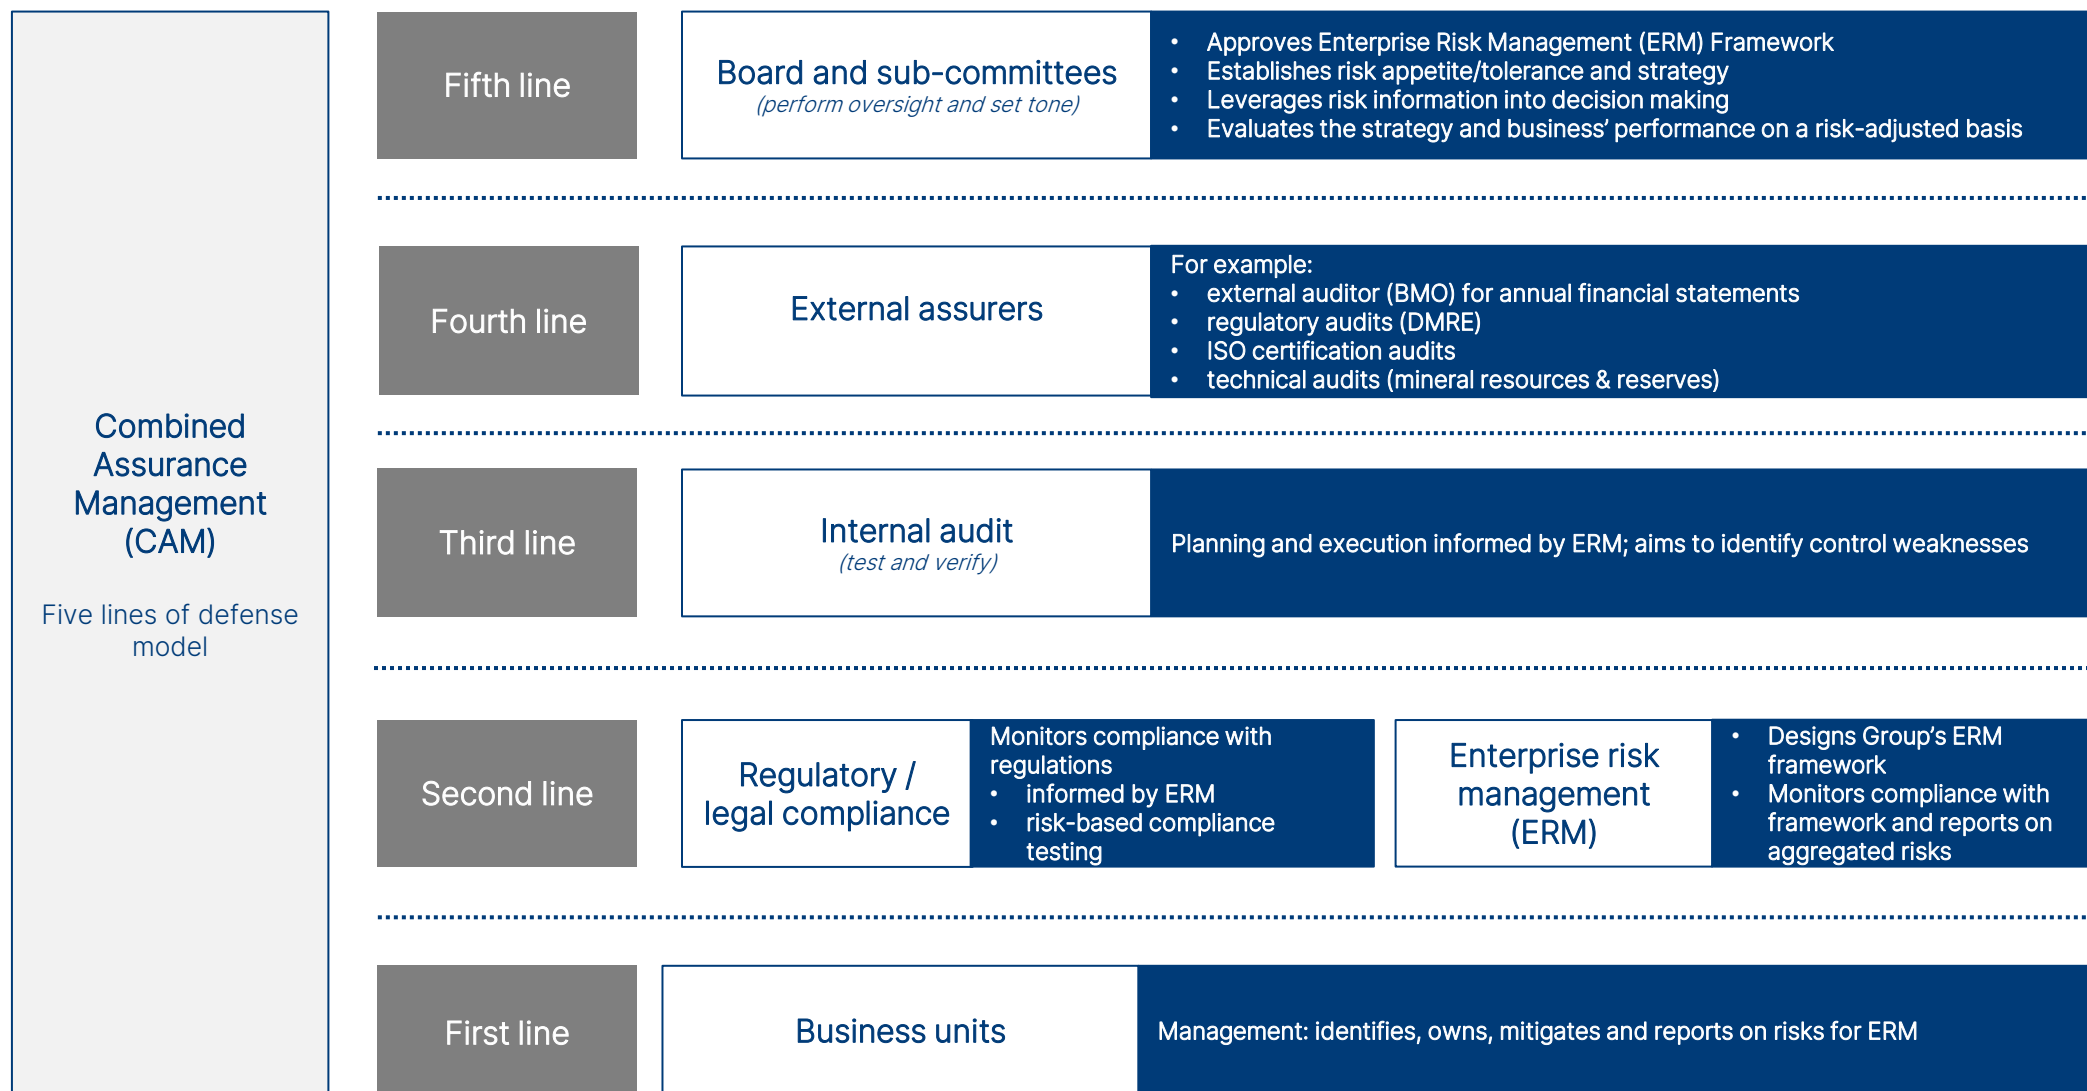 Combined
Assurance
Management
(CAM)
Five lines of defense
model
Fifth line
Board and sub-committees
(perform oversight and set tone)
• Approves Enterprise Risk Management (ERM) Framework
• Establishes risk appetite/tolerance and strategy
• Leverages risk information into decision making
• Evaluates the strategy and business’ performance on a risk-adjusted basis
Fourth line
External assurers
For example:
• external auditor (BMO) for annual financial statements
• regulatory audits (DMRE)
• ISO certification audits
• technical audits (mineral resources & reserves)
Third line
Internal audit
(test and verify)
Planning and execution informed by ERM; aims to identify control weaknesses
Second line
Regulatory /
legal compliance
Monitors compliance with
regulations
• informed by ERM
• risk-based compliance
testing
Enterprise risk
management
(ERM)
• Designs Group’s ERM
framework
• Monitors compliance with
framework and reports on
aggregated risks
First line
Business units
Management: identifies, owns, mitigates and reports on risks for ERM